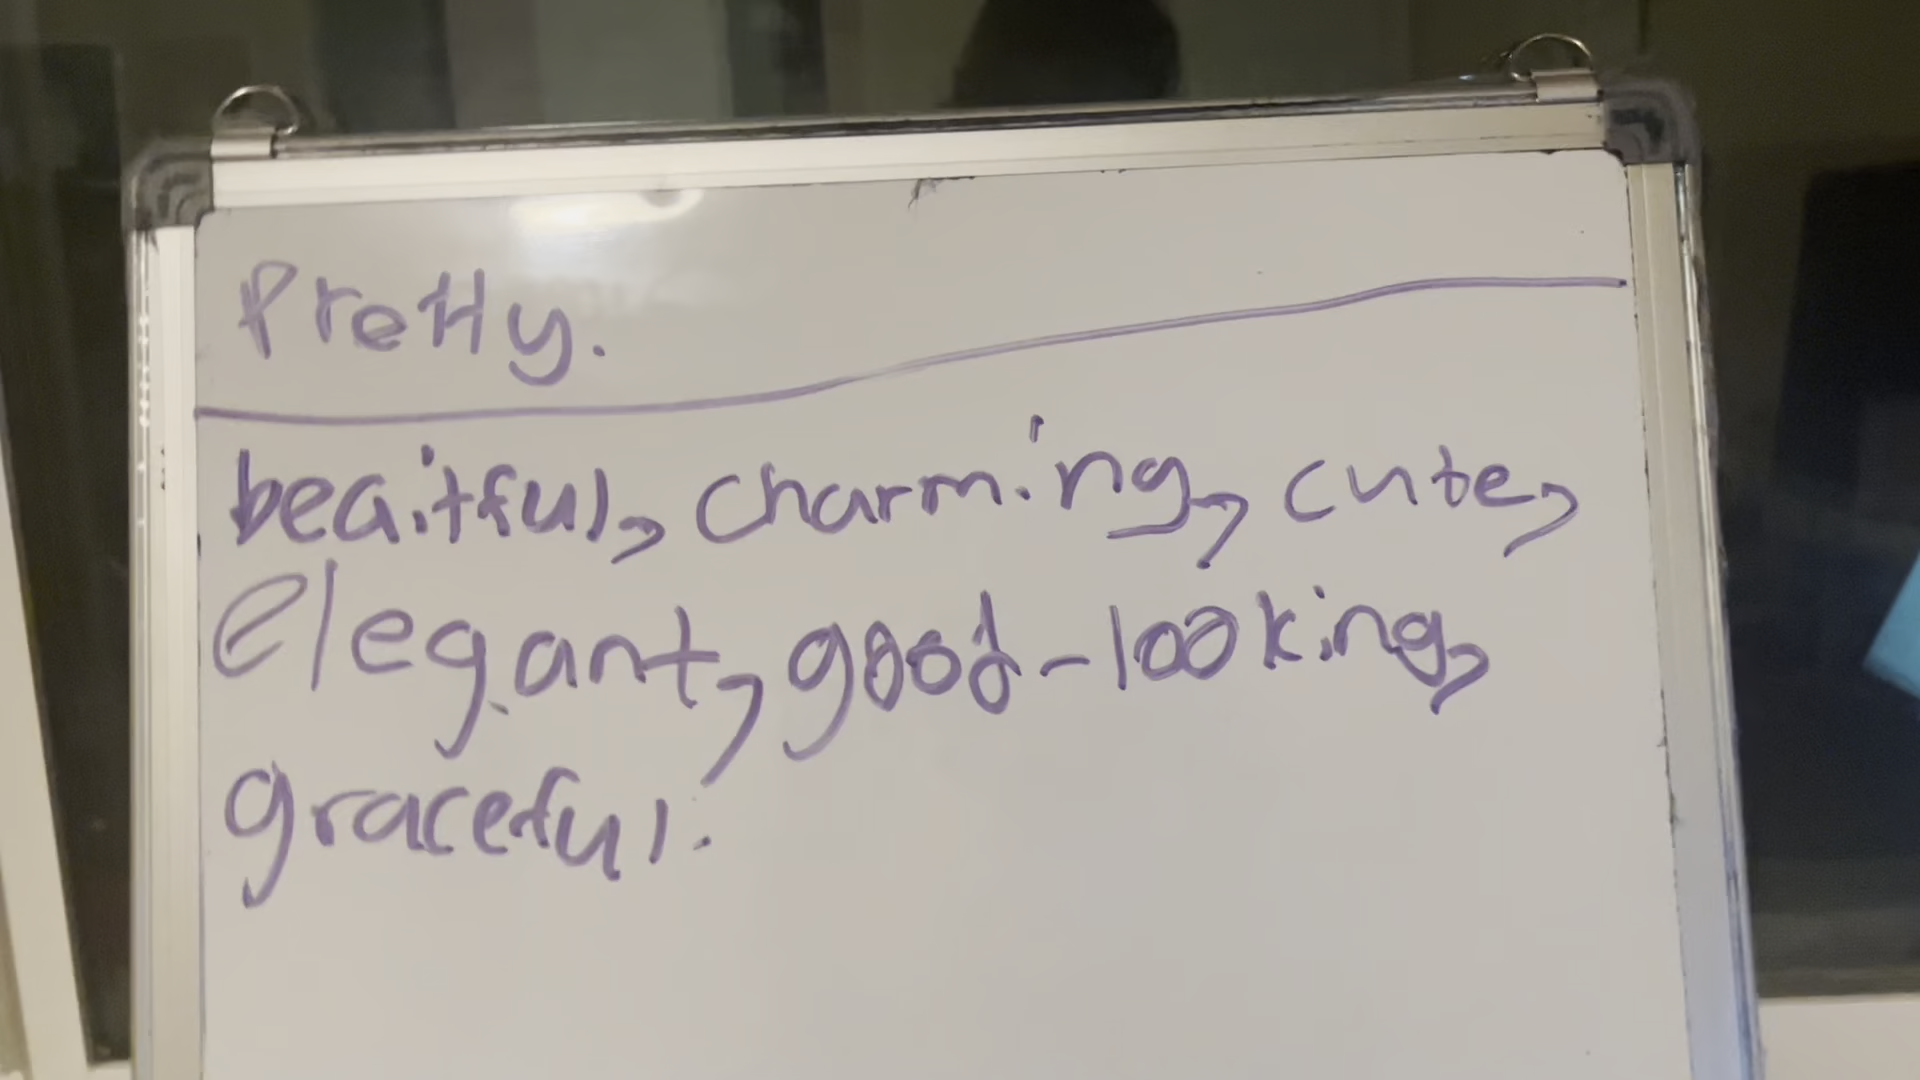 Pretty.
beaitful, charming, cute,
elegant, good-looking,
graceful.